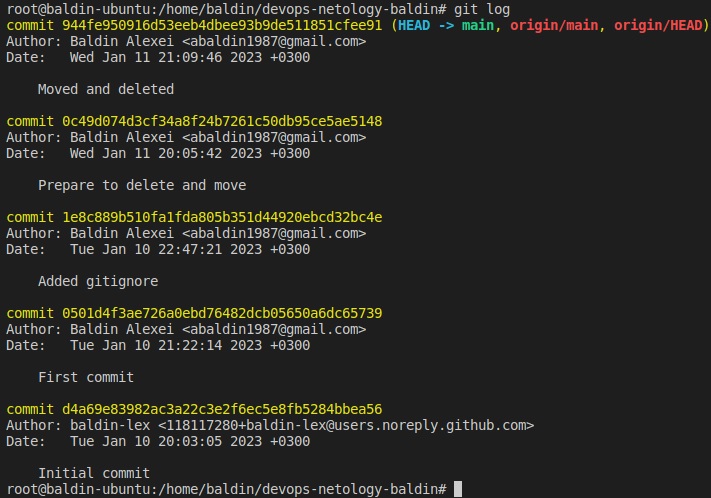 root@baldin-ubuntu:/home/baldin/devops-netology-baldin# git log
commit 944fe950916d53eeb4dbee93b9de511851cfee91 (HEAD -> main, origin/main, origin/HEAD)
Author: Baldin Alexei <abaldin1987@gmail.com>
Date:   Wed Jan 11 21:09:46 2023 +0300
    Moved and deleted
commit 0c49d074d3cf34a8f24b7261c50db95ce5ae5148
Author: Baldin Alexei <abaldin1987@gmail.com>
Date:   Wed Jan 11 20:05:42 2023 +0300
    Prepare to delete and move
commit 1e8c889b510fa1fda805b351d44920ebcd32bc4e
Author: Baldin Alexei <abaldin1987@gmail.com>
Date:   Tue Jan 10 22:47:21 2023 +0300
    Added gitignore
commit 0501d4f3ae726a0ebd76482dcb05650a6dc65739
Author: Baldin Alexei <abaldin1987@gmail.com>
Date:   Tue Jan 10 21:22:14 2023 +0300
    First commit
commit d4a69e83982ac3a22c3e2f6ec5e8fb5284bbea56
Author: baldin-lex <118117280+baldin-lex@users.noreply.github.com>
Date:   Tue Jan 10 20:03:05 2023 +0300
    Initial commit
root@baldin-ubuntu:/home/baldin/devops-netology-baldin#